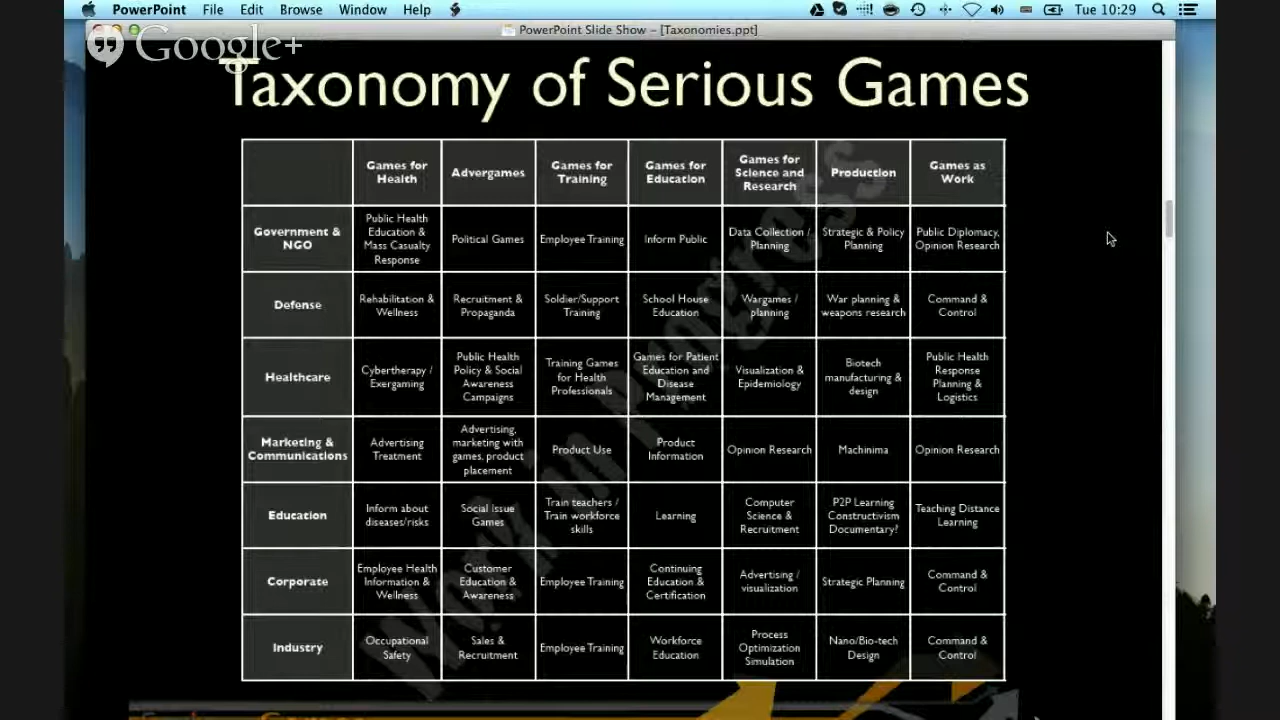 PowerPoint File Edit Browse Window Help Tue 10:29
PowerPoint Slide Show – [Taxonomies.ppt]
Google+
Taxonomy of Serious Games
Games for
Health
Advergames
Games for
Training
Games for
Education
Games for
Science and
Research
Production
Games as
Work
Government &
NGO
Public Health
Education &
Mass Casualty
Response
Political Games
Employee Training
Inform Public
Data Collection /
Planning
Strategic & Policy
Planning
Public Diplomacy,
Opinion Research
Defense
Rehabilitation &
Wellness
Recruitment &
Propaganda
Soldier/Support
Training
School House
Education
Wargames /
planning
War planning &
weapons research
Command &
Control
Healthcare
Cybertherapy /
Exergaming
Public Health
Policy & Social
Awareness
Campaigns
Training Games
for Health
Professionals
Games for Patient
Education and
Disease
Management
Visualization &
Epidemiology
Biotech
manufacturing &
design
Public Health
Response
Planning &
Logistics
Marketing &
Communications
Advertising
Treatment
Advertising,
marketing with
games, product
placement
Product Use
Product
Information
Opinion Research
Machinima
Opinion Research
Education
Inform about
diseases/risks
Social Issue
Games
Train teachers /
Train workforce
skills
Learning
Computer
Science &
Recruitment
P2P Learning
Constructivism
Documentary?
Teaching Distance
Learning
Corporate
Employee Health
Information &
Wellness
Customer
Education &
Awareness
Employee Training
Continuing
Education &
Certification
Advertising /
visualization
Strategic Planning
Command &
Control
Industry
Occupational
Safety
Sales &
Recruitment
Employee Training
Workforce
Education
Process
Optimization
Simulation
Nano/Bio-tech
Design
Command &
Control
Work in progress